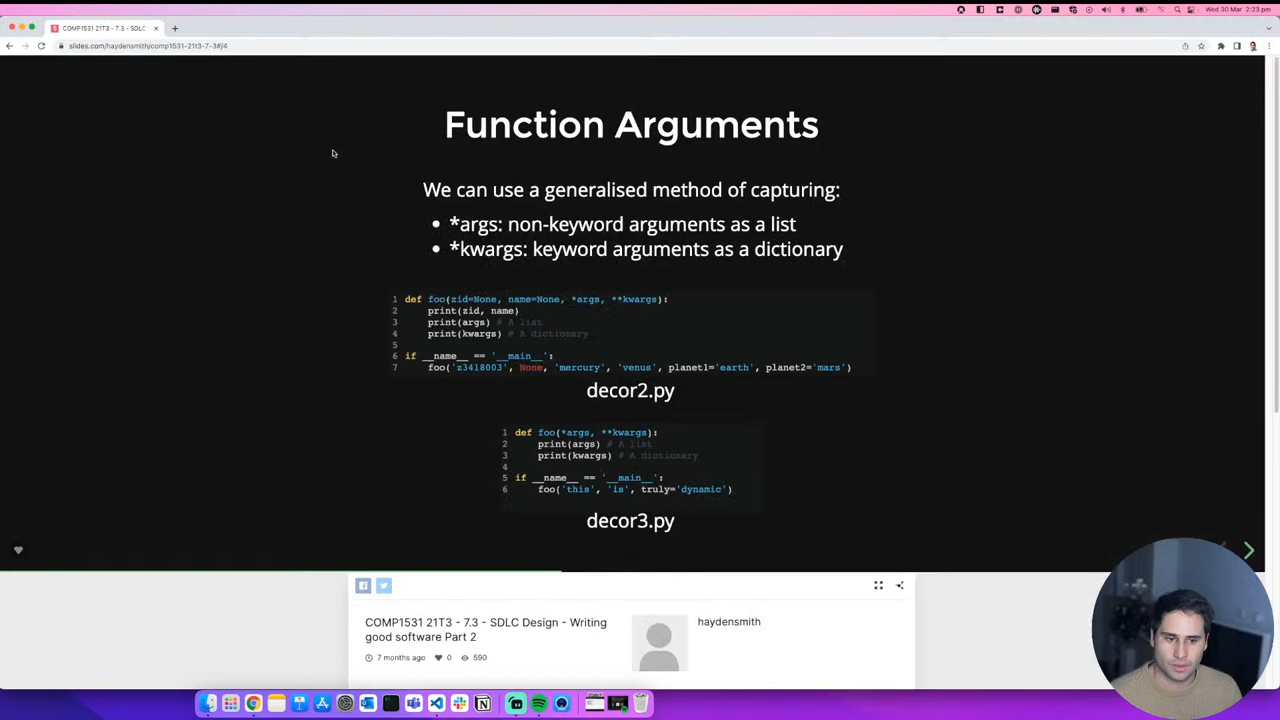 Wed 30 Mar 2:23 pm
COMP1531 21T3 - 7.3 - SDLC
slides.com/haydensmith/comp1531-21t3-7-3#/4
Function Arguments
We can use a generalised method of capturing:
• *args: non-keyword arguments as a list
• *kwargs: keyword arguments as a dictionary
1 def foo(zid=None, name=None, *args, **kwargs):
2 print(zid, name)
3 print(args) # A list
4 print(kwargs) # A dictionary
5
6 if __name__ == '__main__':
7 foo('z3418003', None, 'mercury', 'venus', planet1='earth', planet2='mars')
decor2.py
1 def foo(*args, **kwargs):
2 print(args) # A list
3 print(kwargs) # A dictionary
4
5 if __name__ == '__main__':
6 foo('this', 'is', truly='dynamic')
decor3.py
COMP1531 21T3 - 7.3 - SDLC Design - Writing
good software Part 2
haydensmith
7 months ago 0 590